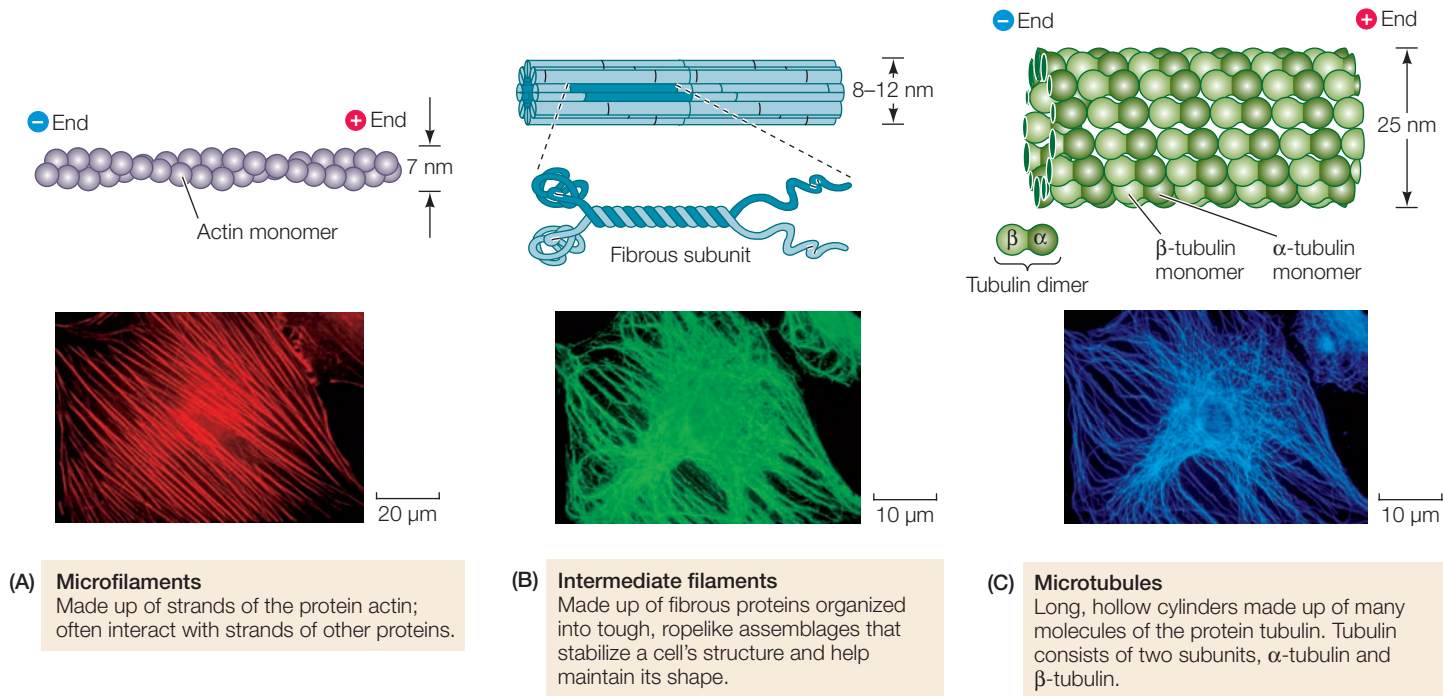 − End
+ End
7 nm
Actin monomer
20 µm
(A) Microfilaments
Made up of strands of the protein actin;
often interact with strands of other proteins.
8–12 nm
Fibrous subunit
10 µm
(B) Intermediate filaments
Made up of fibrous proteins organized
into tough, ropelike assemblages that
stabilize a cell’s structure and help
maintain its shape.
− End
+ End
25 nm
β α
Tubulin dimer
β-tubulin
monomer
α-tubulin
monomer
10 µm
(C) Microtubules
Long, hollow cylinders made up of many
molecules of the protein tubulin. Tubulin
consists of two subunits, α-tubulin and
β-tubulin.